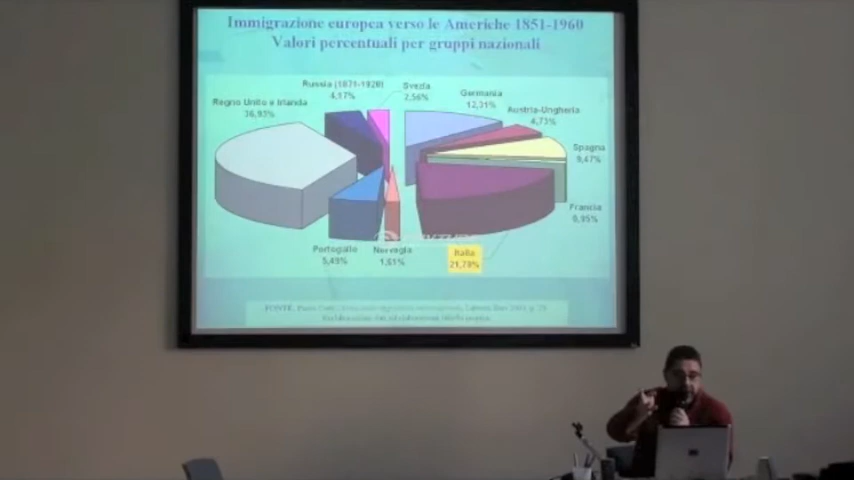 Immigrazione europea verso le Americhe 1851-1960
Valori percentuali per gruppi nazionali
Russia (1871-1920)
4,17%
Svezia
2,56%
Germania
12,31%
Regno Unito e Irlanda
36,93%
Austria-Ungheria
4,73%
Spagna
9,47%
Francia
0,95%
Portogallo
5,49%
Norvegia
1,61%
Italia
21,78%
FONTE: